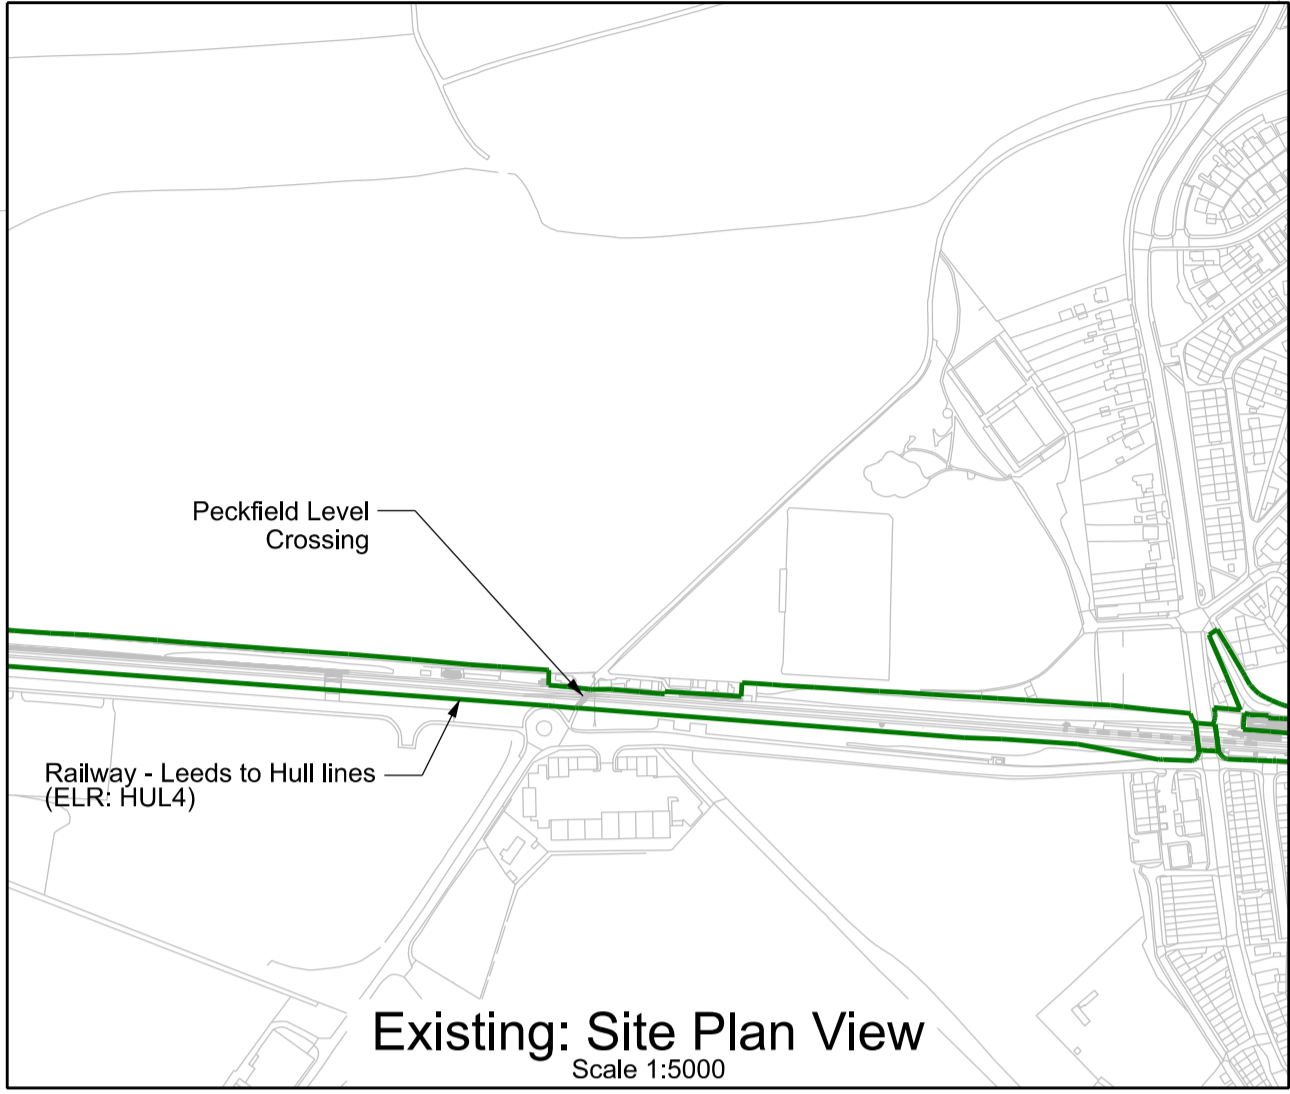 Peckfield Level
Crossing
Railway - Leeds to Hull lines
(ELR: HUL4)
Existing: Site Plan View
Scale 1:5000